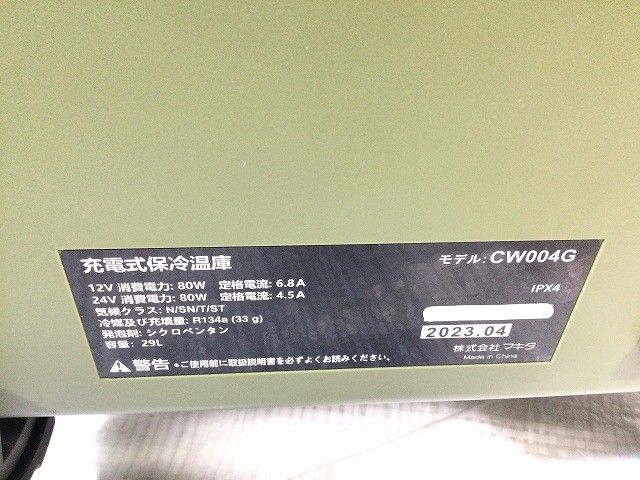 充電式保冷温庫
モデル: CW004G
12V 消費電力: 80W 定格電流: 6.8A
24V 消費電力: 80W 定格電流: 4.5A
気候クラス: N/SN/T/ST
冷媒及び充填量: R134a (33 g)
発泡剤: シクロペンタン
容量: 29L
IPX4
2023.04
株式会社 マキタ
Made in China
警告 ●ご使用前に取扱説明書を必ずよくお読みください。